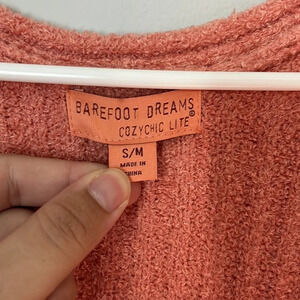 BAREFOOT DREAMS®
COZYCHIC LITE
S/M
MADE IN
CHINA